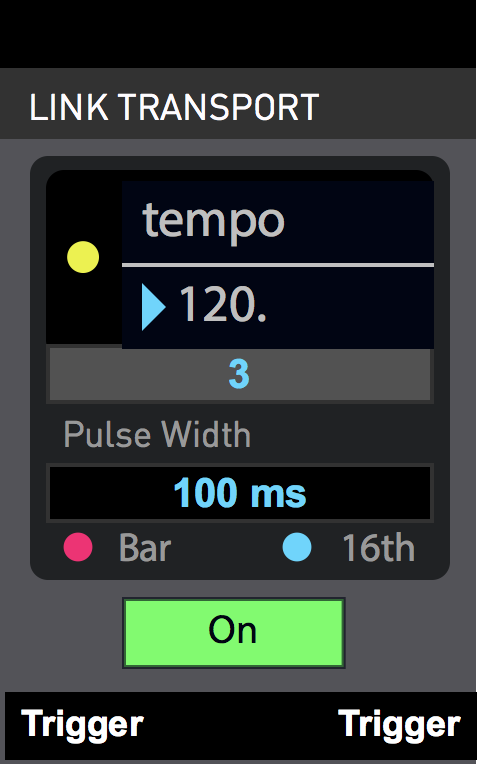 LINK TRANSPORT
tempo
120.
3
Pulse Width
100 ms
Bar 16th
On
Trigger Trigger